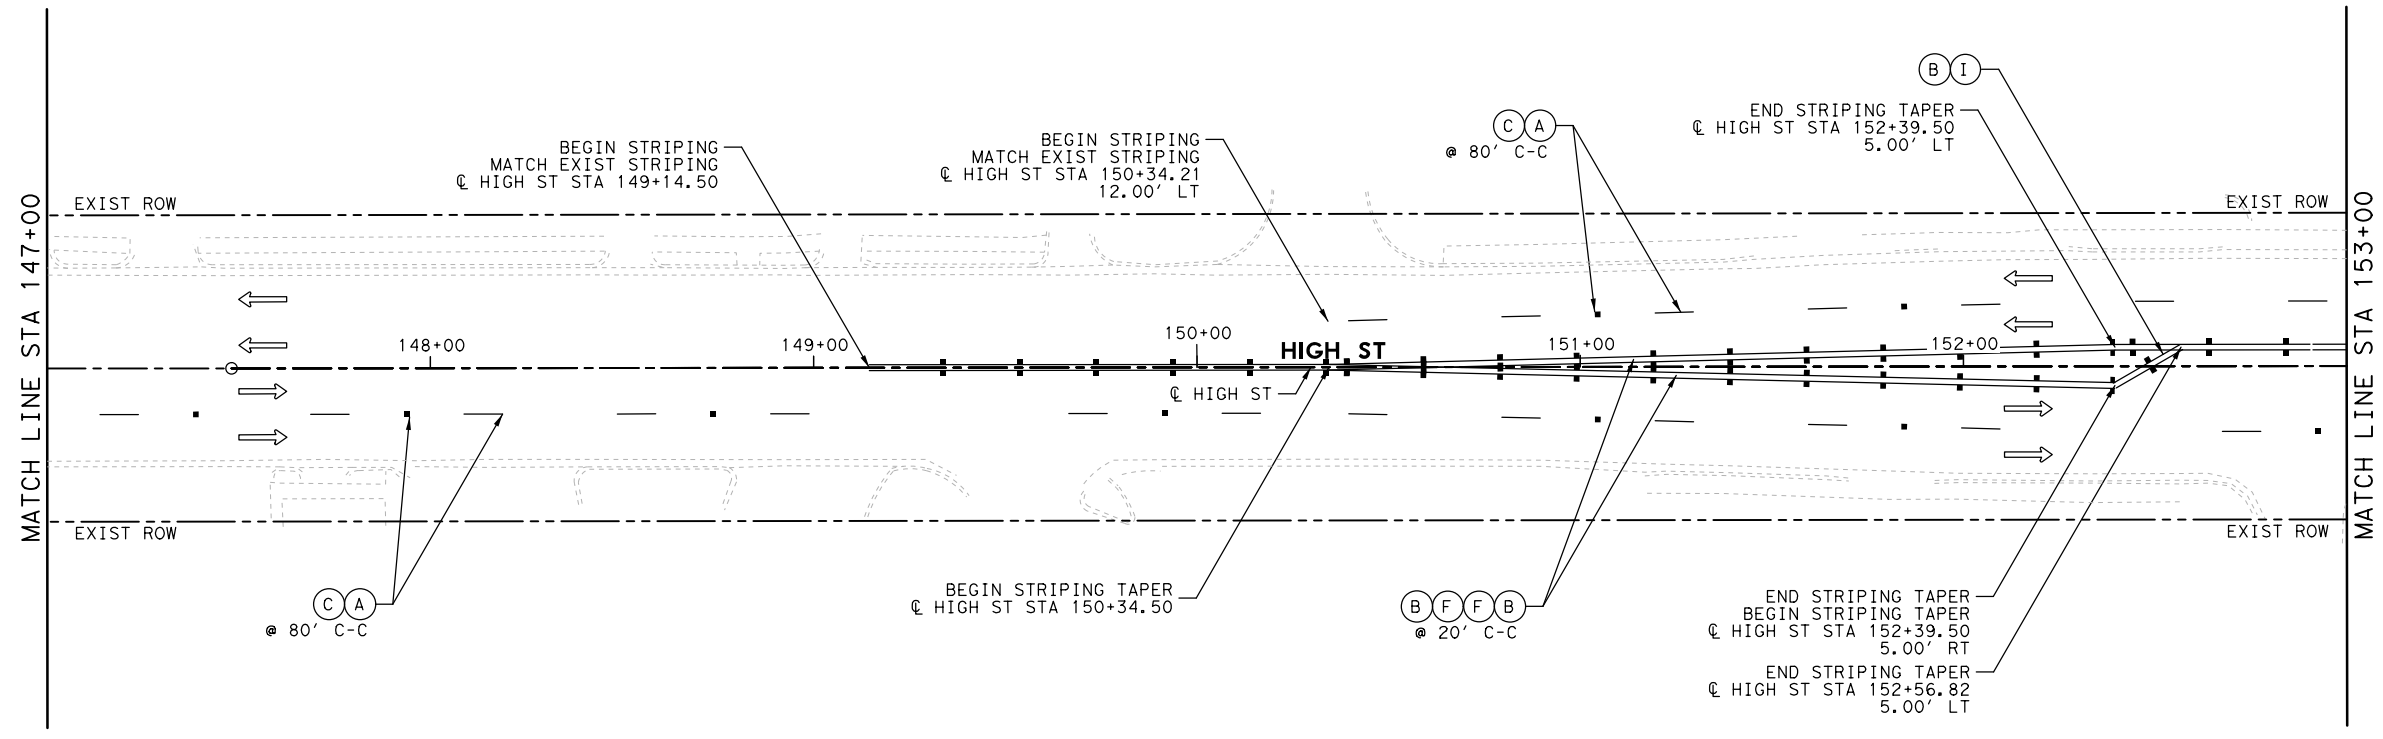 MATCH LINE STA 147+00
EXIST ROW
BEGIN STRIPING
MATCH EXIST STRIPING
℄ HIGH ST STA 149+14.50
BEGIN STRIPING
MATCH EXIST STRIPING
℄ HIGH ST STA 150+34.21
12.00' LT
C A
@ 80' C-C
B I
END STRIPING TAPER
℄ HIGH ST STA 152+39.50
5.00' LT
EXIST ROW
MATCH LINE STA 153+00
148+00
149+00
150+00
HIGH ST
151+00
152+00
℄ HIGH ST
EXIST ROW
C A
@ 80' C-C
BEGIN STRIPING TAPER
℄ HIGH ST STA 150+34.50
B F F B
@ 20' C-C
END STRIPING TAPER
BEGIN STRIPING TAPER
℄ HIGH ST STA 152+39.50
5.00' RT
END STRIPING TAPER
℄ HIGH ST STA 152+56.82
5.00' LT
EXIST ROW